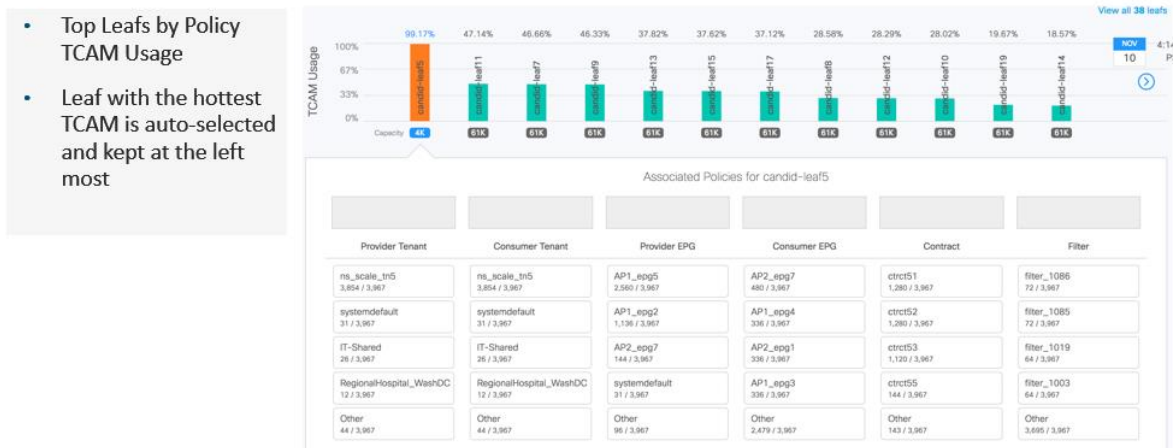 • Top Leafs by Policy
TCAM Usage
• Leaf with the hottest
TCAM is auto-selected
and kept at the left
most
View all 38 leafs
99.17% 47.14% 46.66% 46.33% 37.82% 37.62% 37.12% 28.58% 28.29% 28.02% 19.67% 18.57%
TCAM Usage
100%
67%
33%
0%
candid-leaf5 candid-leaf11 candid-leaf7 candid-leaf9 candid-leaf13 candid-leaf15 candid-leaf17 candid-leaf8 candid-leaf12 candid-leaf10 candid-leaf19 candid-leaf14
NOV
10
4:14
P
Capacity 4K 61K 61K 61K 61K 61K 61K 61K 61K 61K 61K 61K
Associated Policies for candid-leaf5
Provider Tenant Consumer Tenant Provider EPG Consumer EPG Contract Filter
ns_scale_tn5 ns_scale_tn5 AP1_epg5 AP2_epg7 ctrct51 filter_1086
3,854 / 3,967 3,854 / 3,967 2,560 / 3,967 480 / 3,967 1,280 / 3,967 72 / 3,967
systemdefault systemdefault AP1_epg2 AP1_epg4 ctrct52 filter_1085
31 / 3,967 31 / 3,967 1,136 / 3,967 336 / 3,967 1,280 / 3,967 72 / 3,967
IT-Shared IT-Shared AP2_epg7 AP2_epg1 ctrct53 filter_1019
26 / 3,967 26 / 3,967 144 / 3,967 336 / 3,967 1,120 / 3,967 64 / 3,967
RegionalHospital_WashDC RegionalHospital_WashDC systemdefault AP1_epg3 ctrct55 filter_1003
12 / 3,967 12 / 3,967 31 / 3,967 336 / 3,967 144 / 3,967 64 / 3,967
Other Other Other Other Other Other
44 / 3,967 44 / 3,967 96 / 3,967 2,479 / 3,967 143 / 3,967 3,695 / 3,967